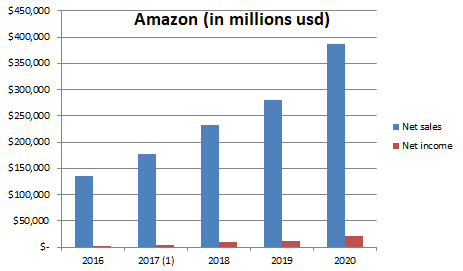 Amazon (in millions usd)
$450,000
$400,000
$350,000
$300,000
$250,000
$200,000
$150,000
$100,000
$50,000
$-
2016 2017 (1) 2018 2019 2020
Net sales
Net income